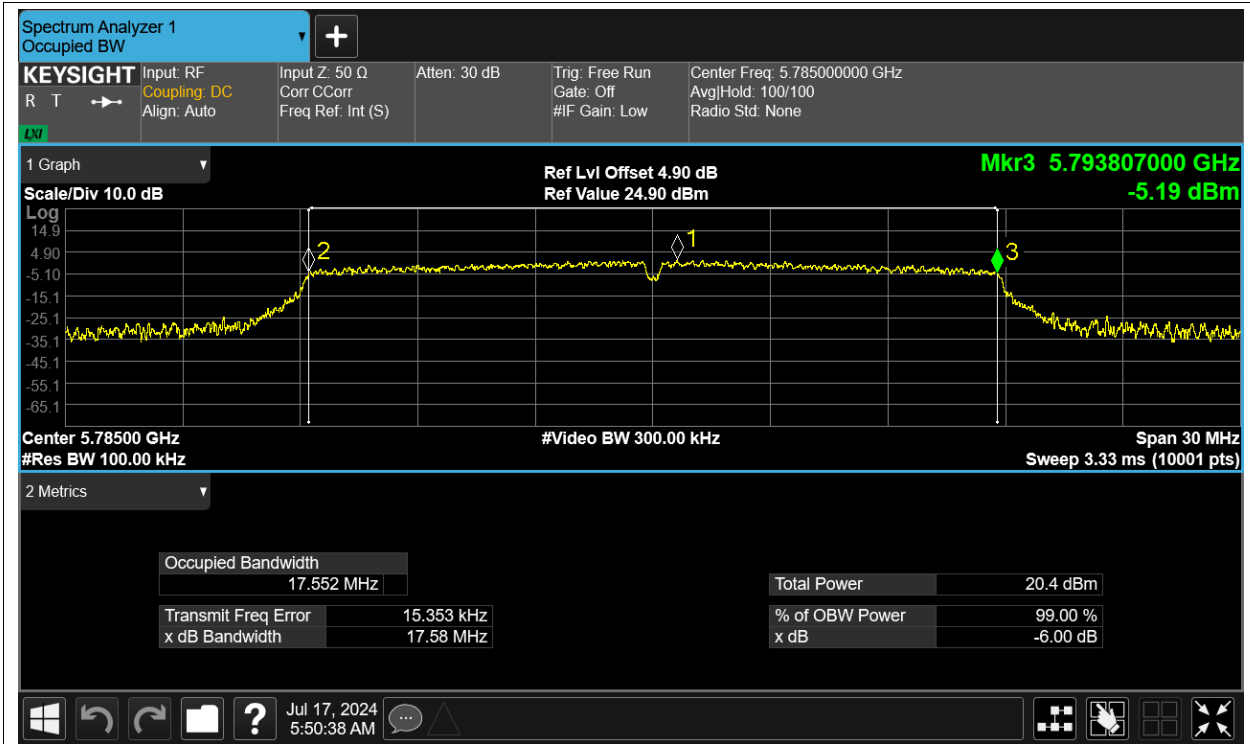 Spectrum Analyzer 1
Occupied BW
KEYSIGHT
R T
LXI
Input: RF
Coupling: DC
Align: Auto
Input Z: 50 Ω
Corr CCorr
Freq Ref: Int (S)
Atten: 30 dB
Trig: Free Run
Gate: Off
#IF Gain: Low
Center Freq: 5.785000000 GHz
Avg|Hold: 100/100
Radio Std: None
1 Graph
Scale/Div 10.0 dB
Ref Lvl Offset 4.90 dB
Ref Value 24.90 dBm
Mkr3 5.793807000 GHz
-5.19 dBm
Log
14.9
4.90
-5.10
-15.1
-25.1
-35.1
-45.1
-55.1
-65.1
2
1
3
Center 5.78500 GHz
#Res BW 100.00 kHz
#Video BW 300.00 kHz
Span 30 MHz
Sweep 3.33 ms (10001 pts)
2 Metrics
Occupied Bandwidth
17.552 MHz
Transmit Freq Error 15.353 kHz
x dB Bandwidth 17.58 MHz
Total Power 20.4 dBm
% of OBW Power 99.00 %
x dB -6.00 dB
?
Jul 17, 2024
5:50:38 AM